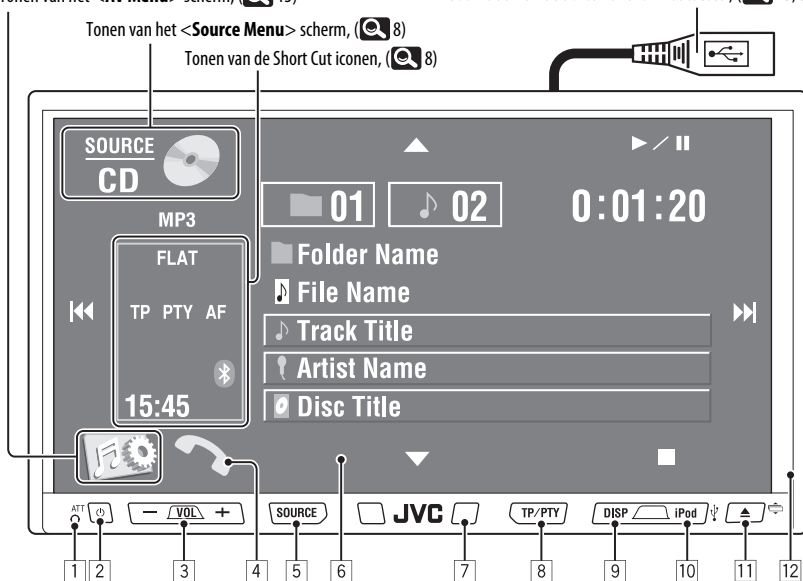 Tonen van het <Source Menu> scherm, ( 8)
Tonen van de Short Cut iconen, ( 8)
SOURCE
CD
MP3
01
02
0:01:20
FLAT
Folder Name
File Name
TP PTY AF
Track Title
Artist Name
15:45
Disc Title
ATT
− VOL +
SOURCE
JVC
TP/PTY
DISP
iPod
1 2 3 4 5 6 7 8 9 10 11 12